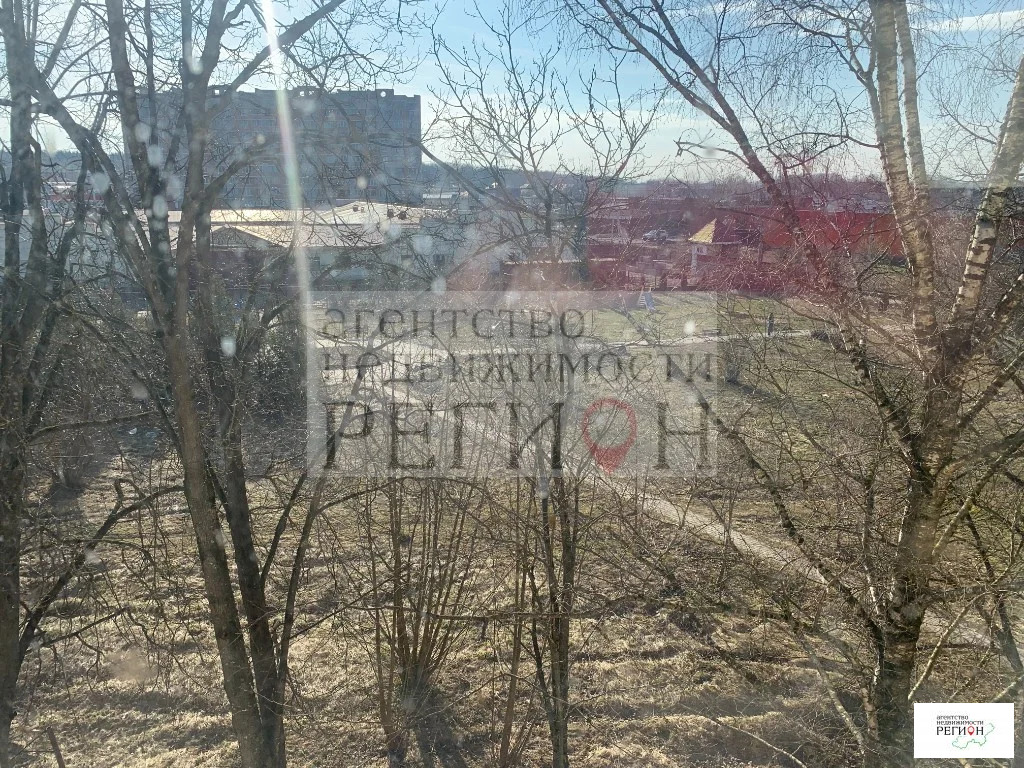 агентство
недвижимости
РЕГИОН
агентство
недвижимости
РЕГИОН